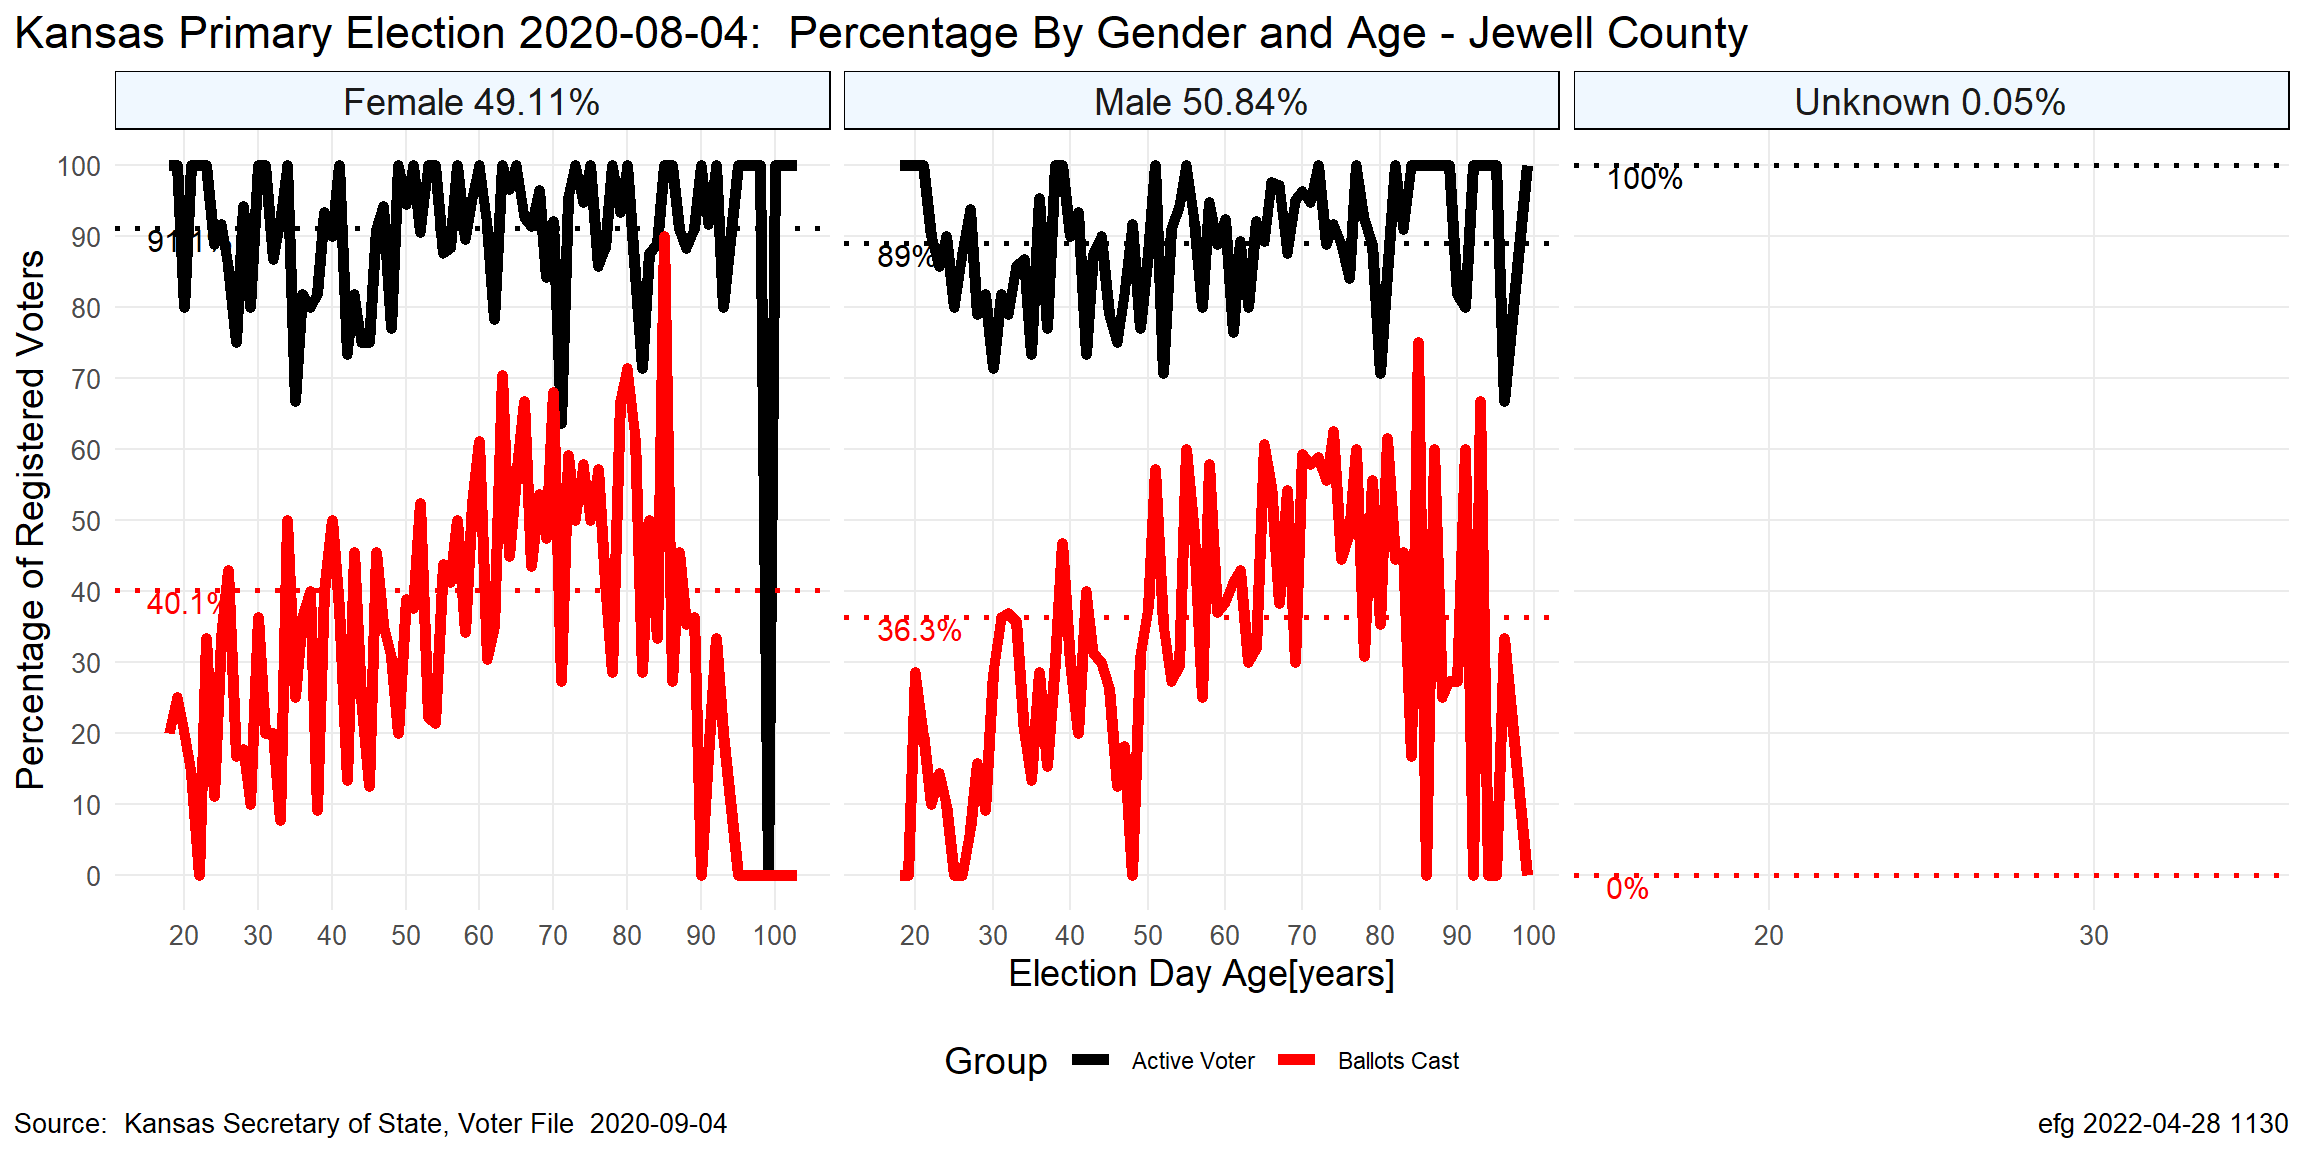 Kansas Primary Election 2020-08-04:  Percentage By Gender and Age - Jewell County
Female 49.11%
Male 50.84%
Unknown 0.05%
Percentage of Registered Voters
100
90
80
70
60
50
40
30
20
10
0
91.1%
40.1%
89%
36.3%
100%
0%
20 30 40 50 60 70 80 90 100
20 30 40 50 60 70 80 90 100
20 30
Election Day Age[years]
Group Active Voter Ballots Cast
Source:  Kansas Secretary of State, Voter File  2020-09-04
efg 2022-04-28 1130